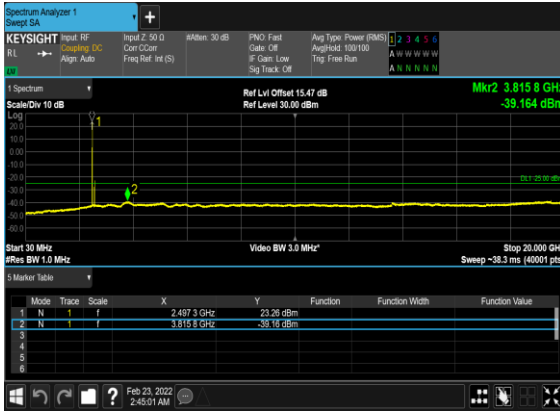 Spectrum Analyzer 1
Swept SA
+
KEYSIGHT Input: RF Input Z: 50 Ω #Atten: 30 dB PNO: Fast Avg Type: Power (RMS) 1 2 3 4 5 6
RL Coupling: DC Corr CCorr Gate: Off Avg|Hold: 100/100 A W W W W W
Align: Auto Freq Ref: Int (S) IF Gain: Low Trig: Free Run
Sig Track: Off A N N N N N
1 Spectrum Ref Lvl Offset 15.47 dB Mkr2 3.815 8 GHz
Scale/Div 10 dB Ref Level 30.00 dBm -39.164 dBm
Log
20.0
10.0
0.00
-10.0
-20.0
-30.0
-40.0
-50.0
-60.0
1
2
DL1 -25.00 dBm
Start 30 MHz Video BW 3.0 MHz* Stop 20.000 GHz
#Res BW 1.0 MHz Sweep ~38.3 ms (40001 pts)
5 Marker Table
Mode Trace Scale X Y Function Function Width Function Value
1 N 1 f 2.497 3 GHz 23.26 dBm
2 N 1 f 3.815 8 GHz -39.16 dBm
3
4
5
6
? Feb 23, 2022
2:45:01 AM